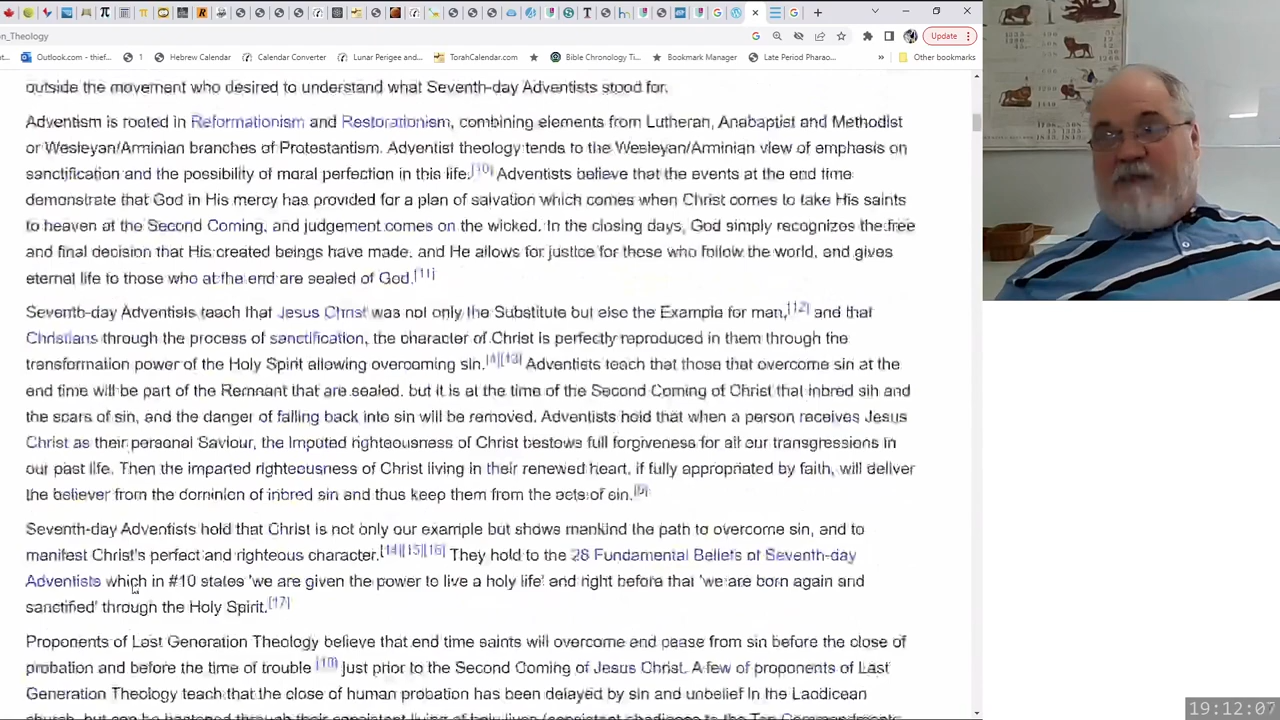 Update
n_Theology
Outlook.com - thief...
1
Hebrew Calendar
Calendar Converter
Lunar Perigee and...
TorahCalendar.com
Bible Chronology Ti...
Bookmark Manager
Late Period Pharao...
»
Other bookmarks
outside the movement who desired to understand what Seventh-day Adventists stood for.
Adventism is rooted in Reformationism and Restorationism, combining elements from Lutheran, Anabaptist and Methodist
or Wesleyan/Arminian branches of Protestantism. Adventist theology tends to the Wesleyan/Arminian view of emphasis on
sanctification and the possibility of moral perfection in this life.[10] Adventists believe that the events at the end time
demonstrate that God in His mercy has provided for a plan of salvation which comes when Christ comes to take His saints
to heaven at the Second Coming, and judgement comes on the wicked. In the closing days, God simply recognizes the free
and final decision that His created beings have made. and He allows for justice for those who follow the world, and gives
eternal life to those who at the end are sealed of God.[11]
Seventh-day Adventists teach that Jesus Christ was not only the Substitute but also the Example for man,[12] and that
Christians through the process of sanctification, the character of Christ is perfectly reproduced in them through the
transformation power of the Holy Spirit allowing overcoming sin. Adventists teach that those that overcome sin at the
end time will be part of the Remnant that are sealed. but it is at the time of the Second Coming of Christ that inbred sin and
the scars of sin, and the danger of falling back into sin will be removed. Adventists hold that when a person receives Jesus
Christ as their personal Saviour, the Imputed righteousness of Christ bestows full forgiveness for all our transgressions in
our past life. Then the imparted righteousness of Christ living in their renewed heart, if fully appropriated by faith, will deliver
the believer from the dominion of inbred sin and thus keep them from the acts of sin.
Seventh-day Adventists hold that Christ is not only our example but shows mankind the path to overcome sin, and to
manifest Christ's perfect and righteous character.[14][15][16] They hold to the 28 Fundamental Beliefs of Seventh-day
Adventists which in #10 states 'we are given the power to live a holy life' and right before that 'we are born again and
sanctified' through the Holy Spirit.[17]
Proponents of Last Generation Theology believe that end time saints will overcome and cease from sin before the close of
probation and before the time of trouble just prior to the Second Coming of Jesus Christ. A few of proponents of Last
Generation Theology teach that the close of human probation has been delayed by sin and unbelief In the Laodicean
church, but can be hastened through their consistent living of holy lives (consistent obedience to the Ten Commandments
19:12:07